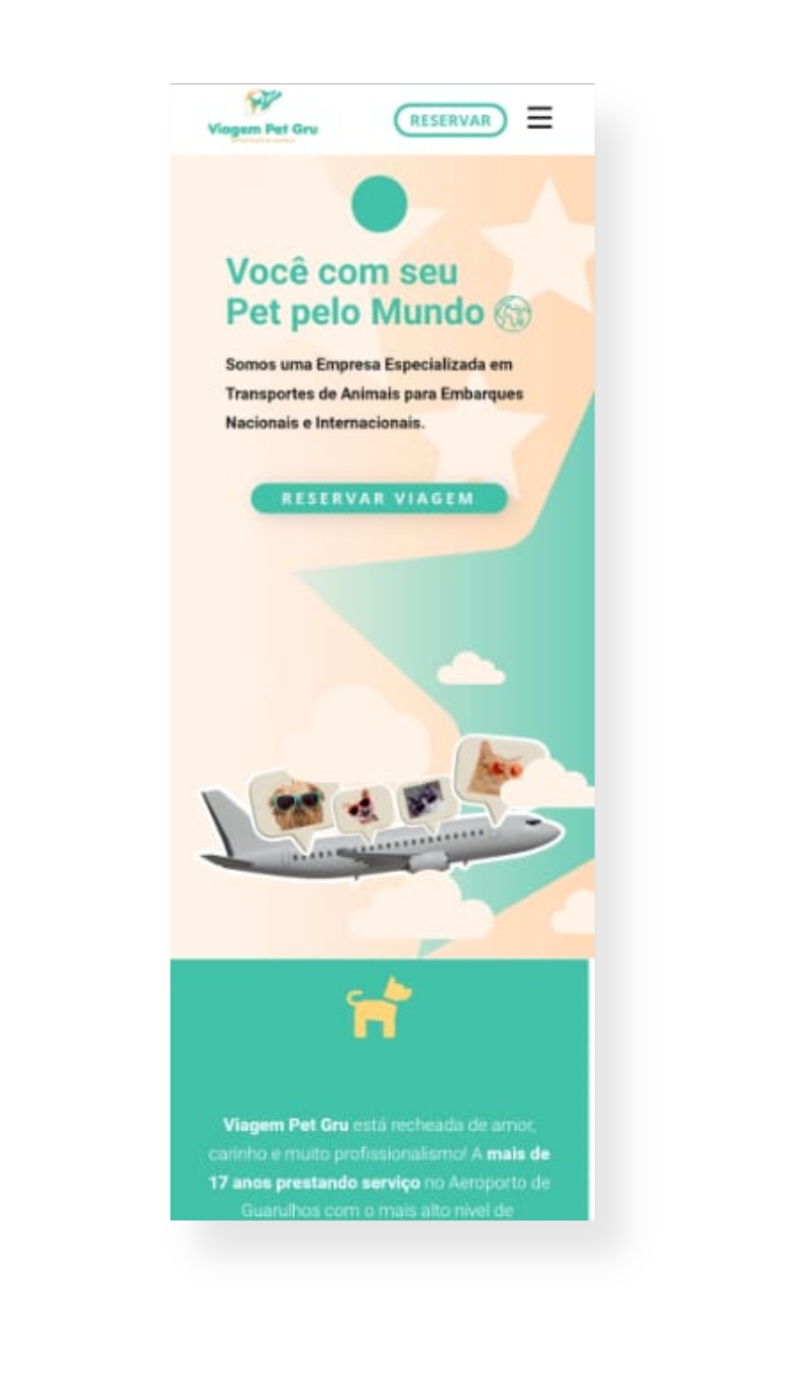 Viagem Pet Gru
RESERVAR
Você com seu
Pet pelo Mundo
Somos uma Empresa Especializada em
Transportes de Animais para Embarques
Nacionais e Internacionais.
RESERVAR VIAGEM
Viagem Pet Gru está recheada de amor,
carinho e muito profissionalismo! A mais de
17 anos prestando serviço no Aeroporto de
Guarulhos com o mais alto nível de